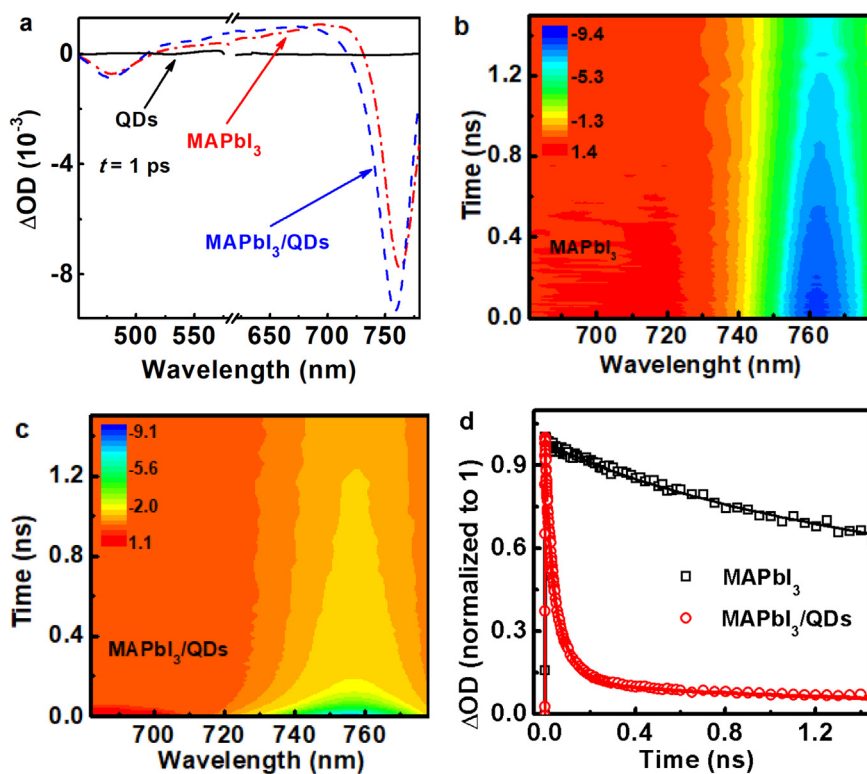 a
0
-4
-8
ΔOD (10⁻³)
QDs
MAPbI₃
t = 1 ps
MAPbI₃/QDs
500 550 650 700 750
Wavelength (nm)
b
-9.4
-5.3
-1.3
1.4
1.2
0.8
0.4
0.0
Time (ns)
MAPbI₃
700 720 740 760
Wavelenght (nm)
c
-9.1
-5.6
-2.0
1.1
1.2
0.8
0.4
0.0
Time (ns)
MAPbI₃/QDs
700 720 740 760
Wavelength (nm)
d
0.9
0.6
0.3
0.0
ΔOD (normalized to 1)
MAPbI₃
MAPbI₃/QDs
0.0 0.4 0.8 1.2
Time (ns)